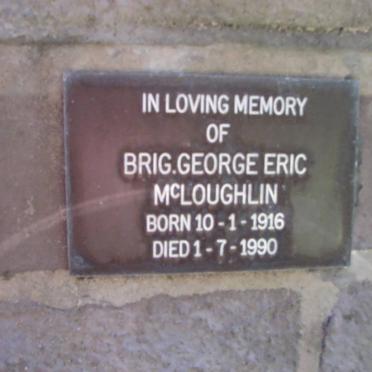 IN LOVING MEMORY
OF
BRIG.GEORGE ERIC
McLOUGHLIN
BORN 10 - 1 - 1916
DIED 1 - 7 - 1990